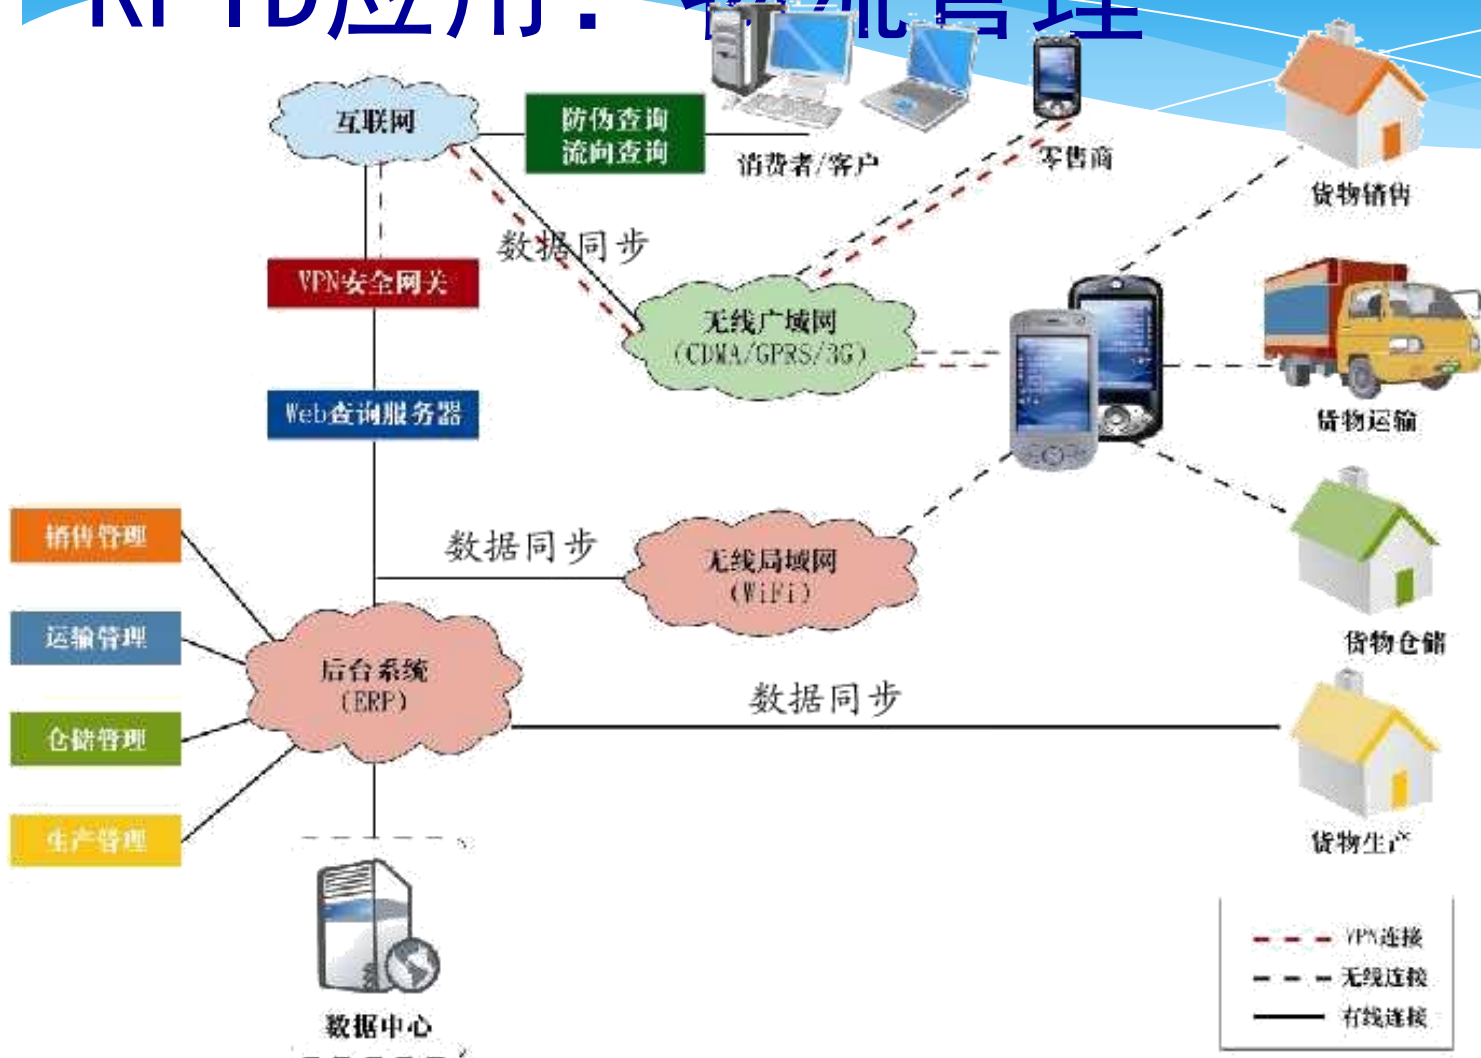 RFID应用：物流管理
互联网
防伪查询
流向查询
消费者/客户
零售商
货物销售
数据同步
VPN安全网关
无线广域网
(CDMA/GPRS/3G)
Web查询服务器
货物运输
销售管理
数据同步
无线局域网
(WiFi)
运输管理
后台系统
(ERP)
货物仓储
数据同步
仓储管理
生产管理
货物生产
数据中心
VPN连接
无线连接
有线连接